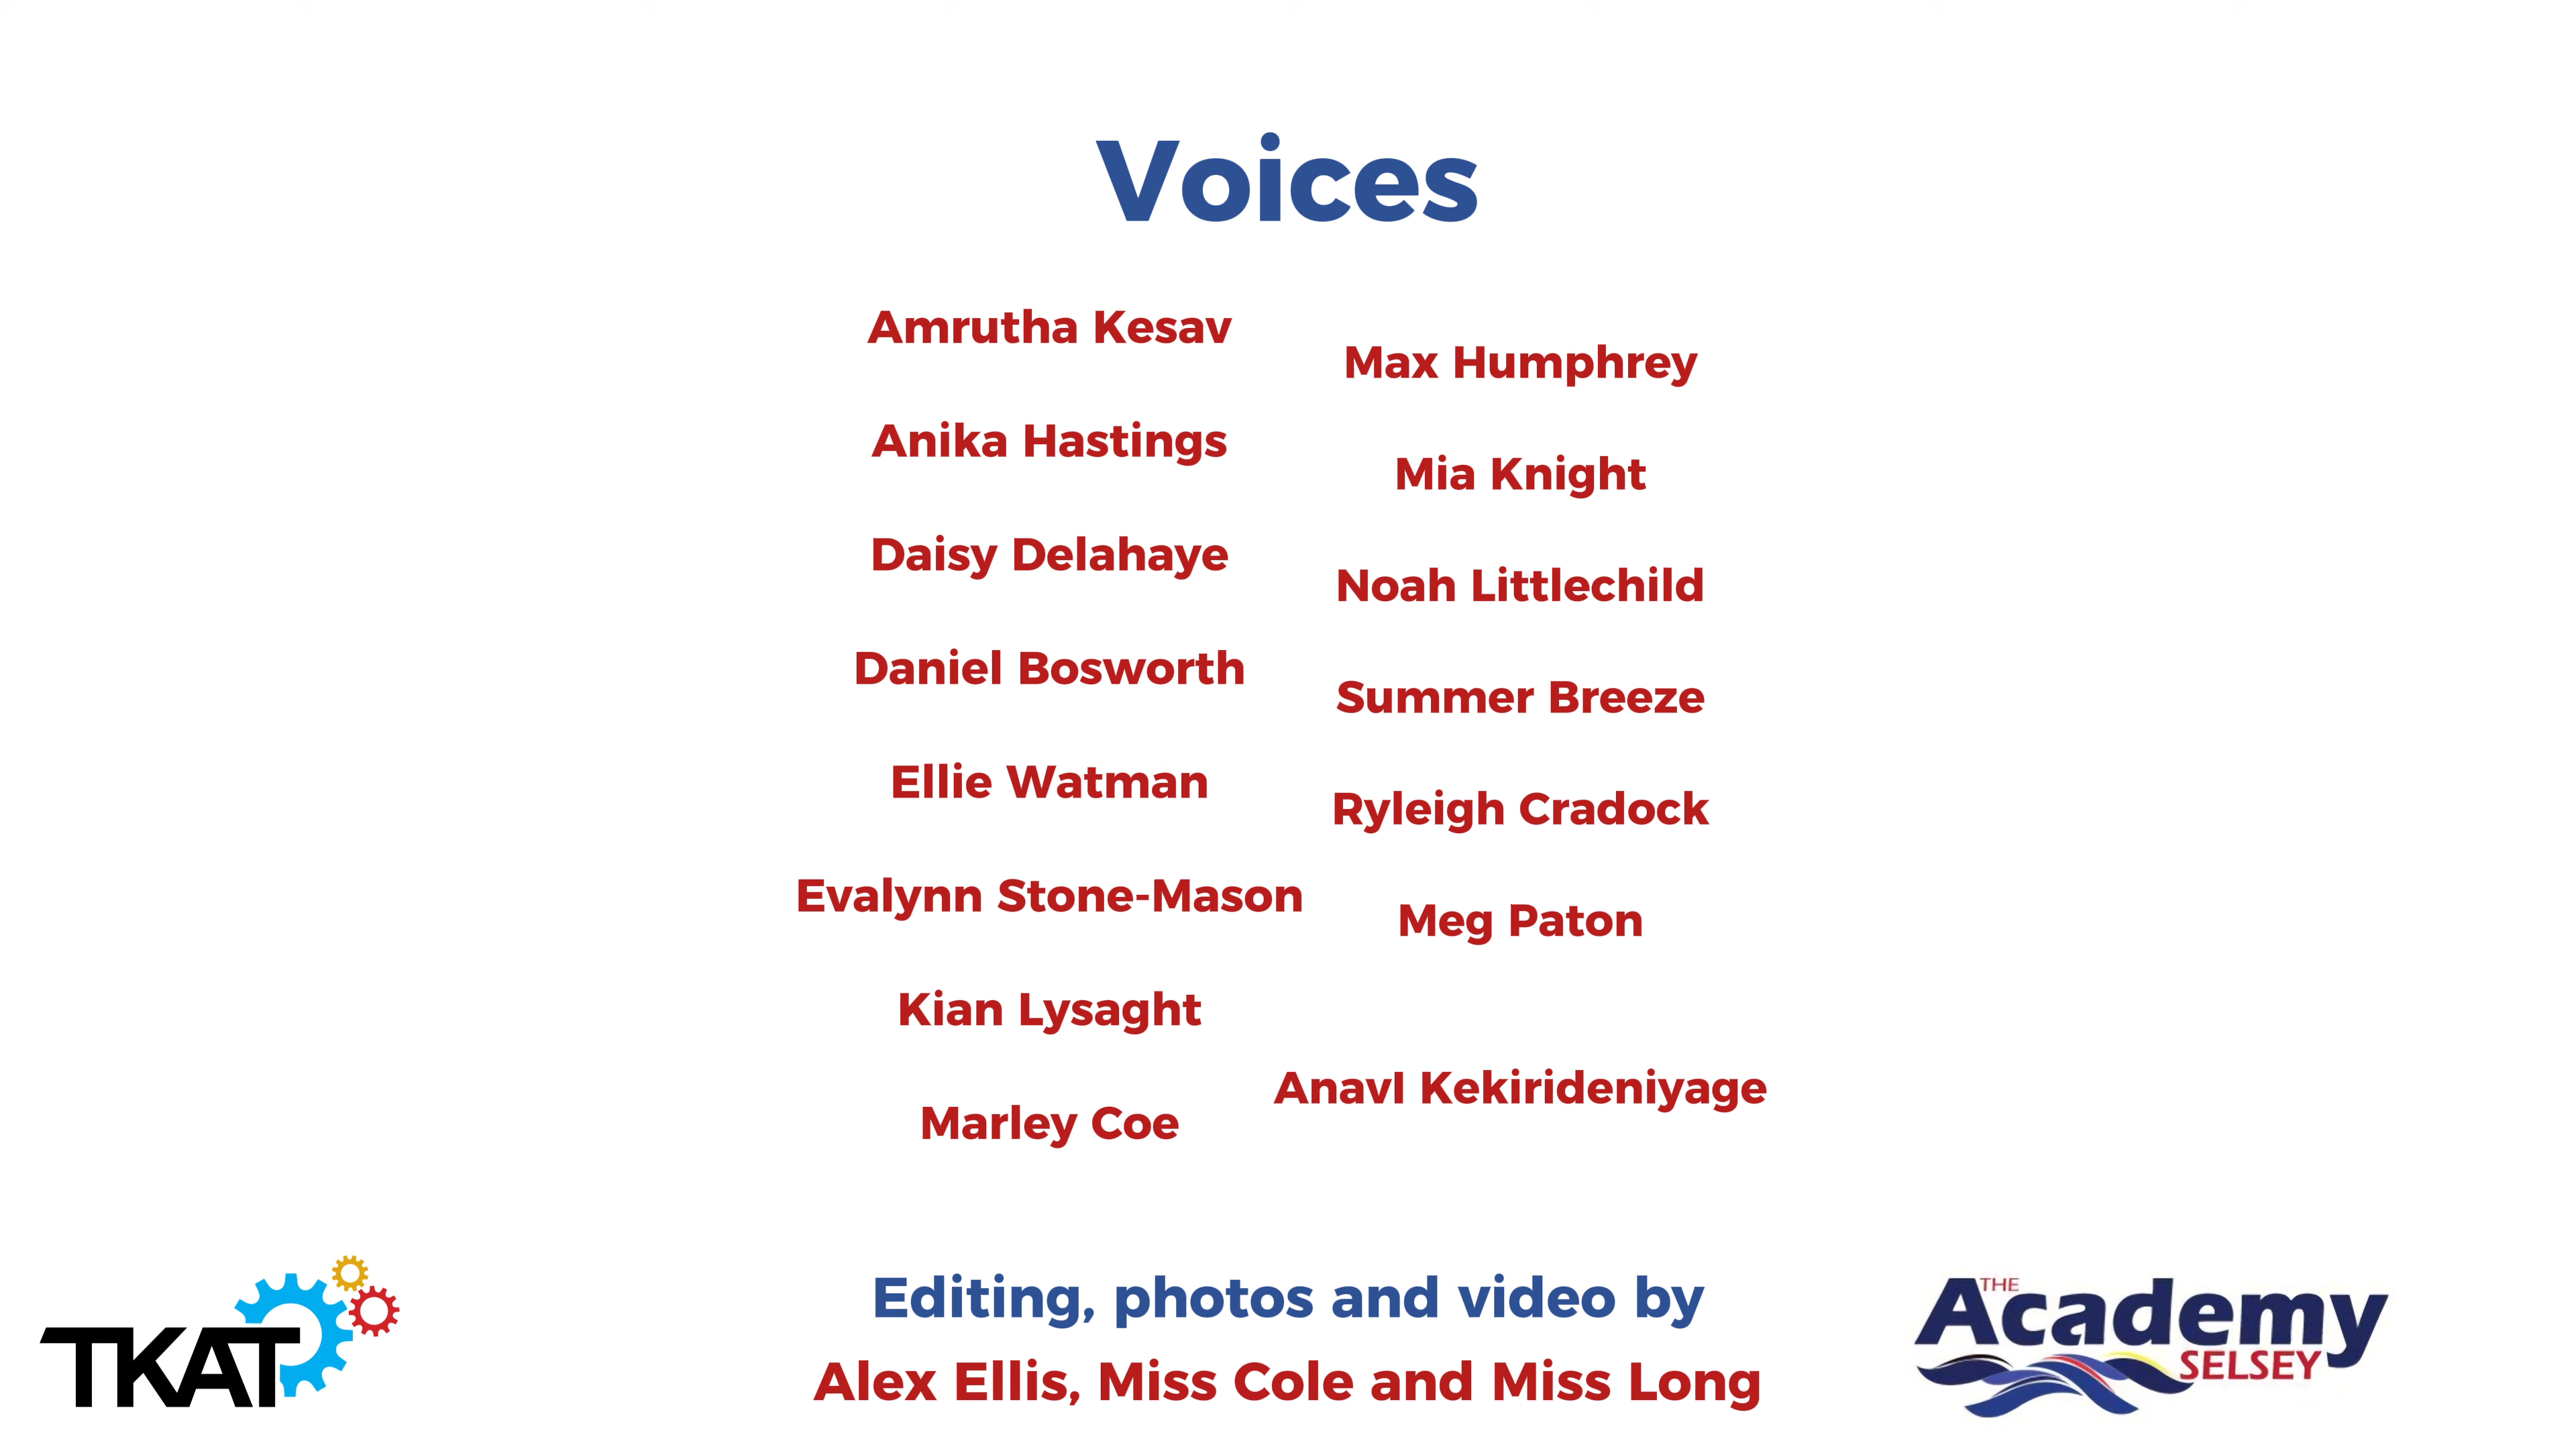 Voices
Amrutha Kesav
Anika Hastings
Daisy Delahaye
Daniel Bosworth
Ellie Watman
Evalynn Stone-Mason
Kian Lysaght
Marley Coe
Max Humphrey
Mia Knight
Noah Littlechild
Summer Breeze
Ryleigh Cradock
Meg Paton
AnavI Kekirideniyage
Editing, photos and video by
Alex Ellis, Miss Cole and Miss Long
TKAT
THE
Academy
SELSEY